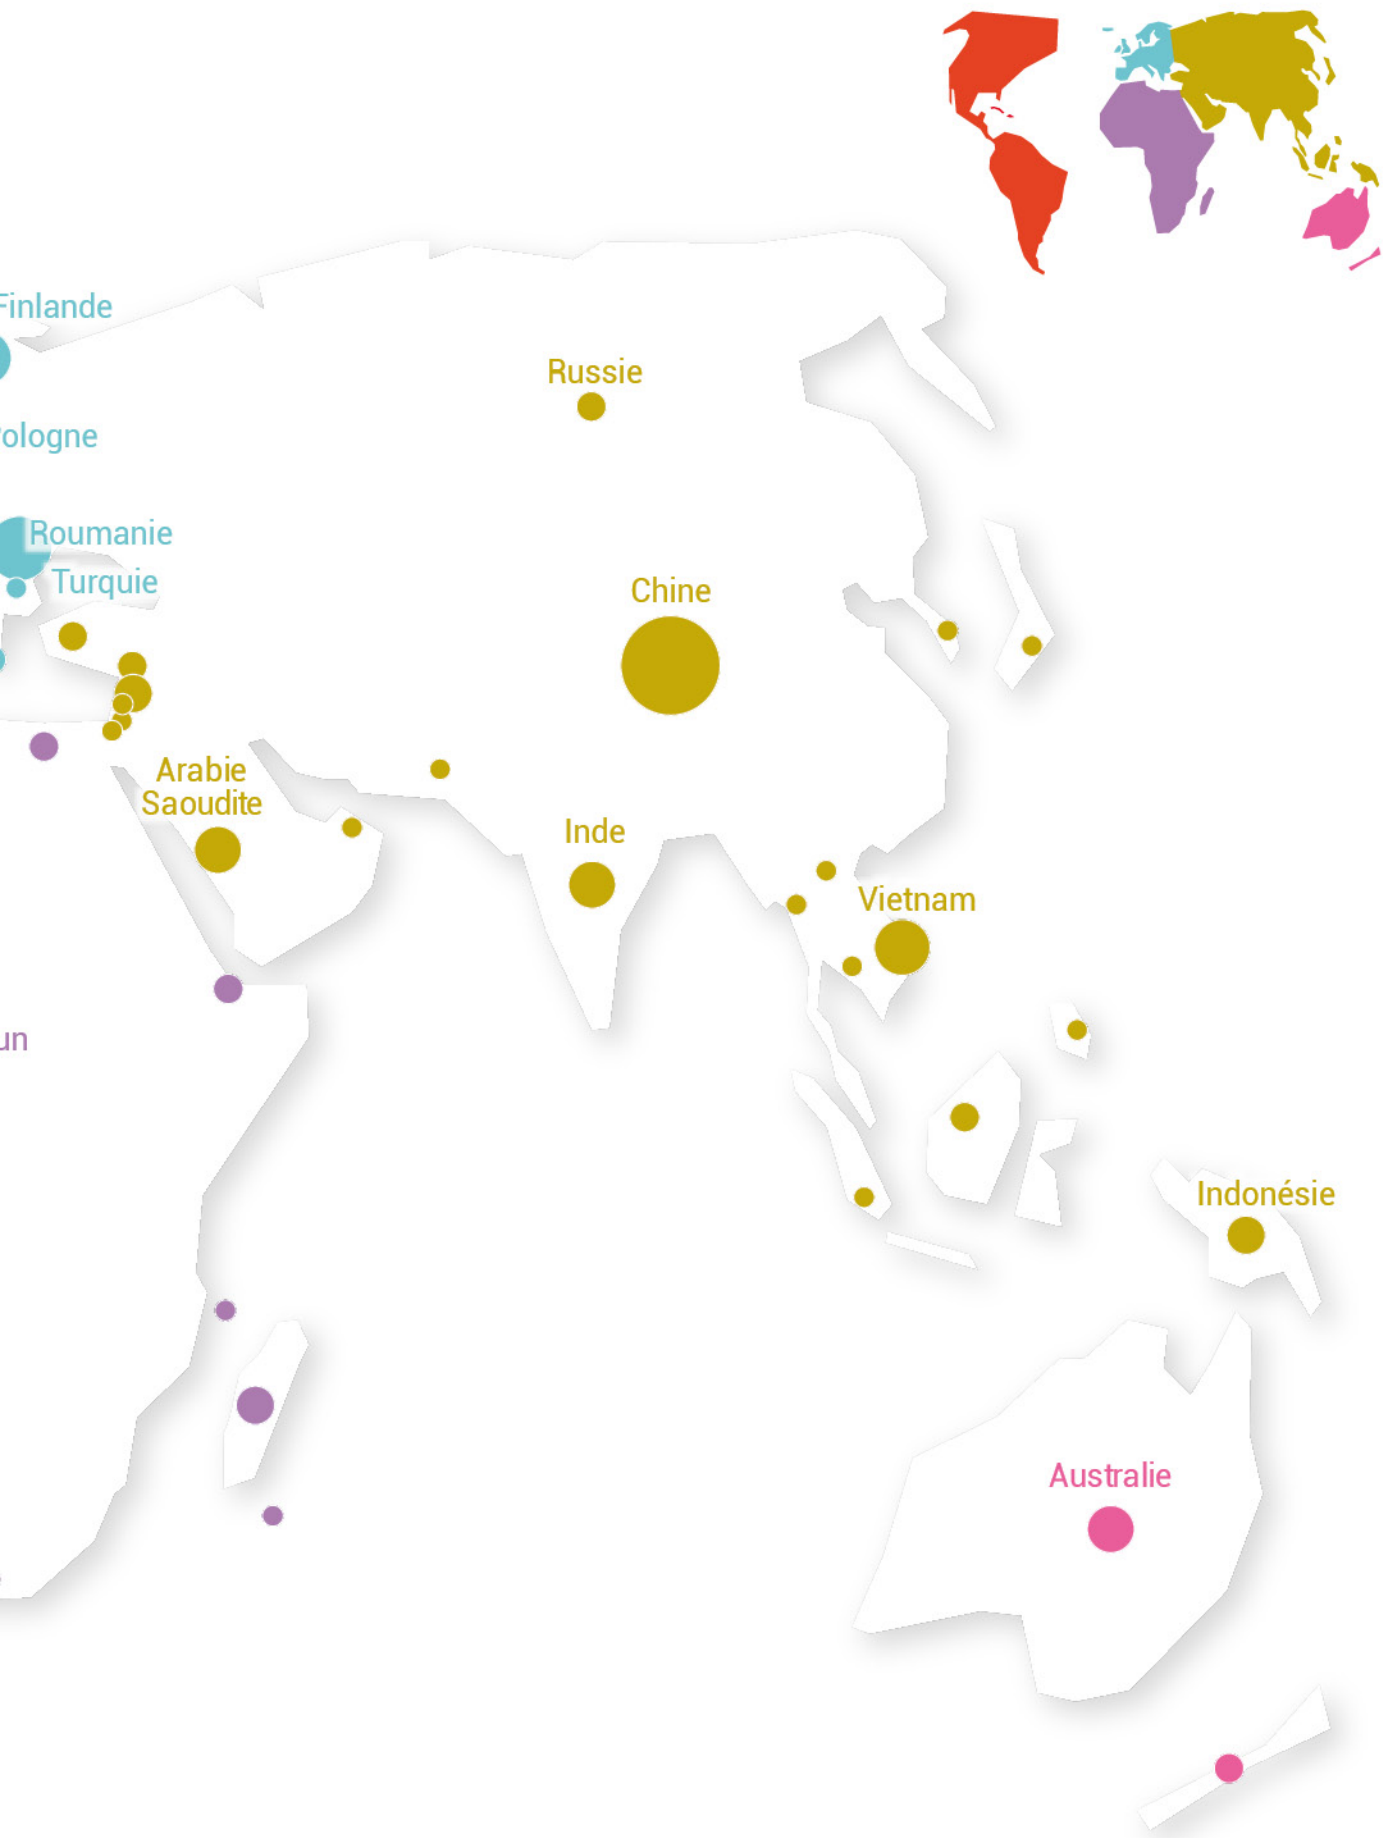 Finlande
Russie
ologne
Roumanie
Turquie
Chine
Arabie
Saoudite
Inde
Vietnam
un
Indonésie
Australie